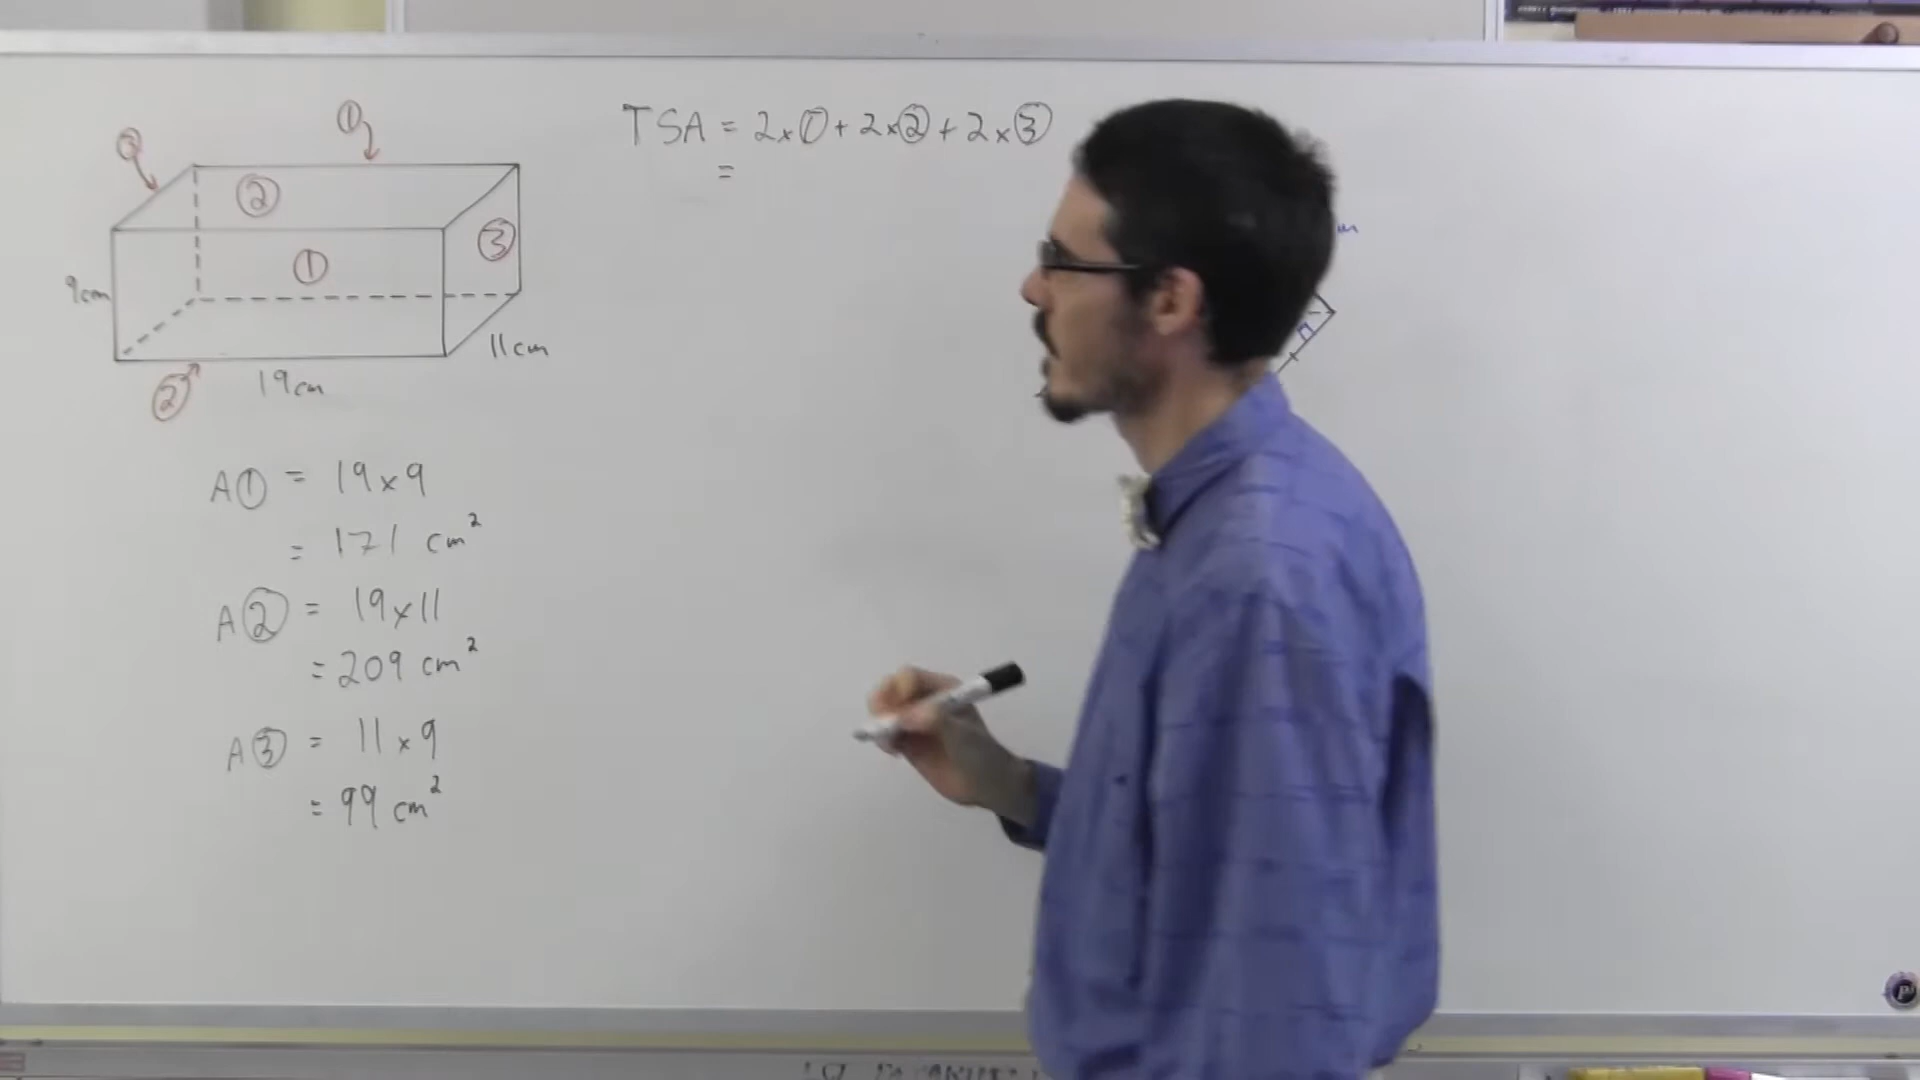 ①
③
②
③
①
9cm
11cm
②
19cm
A① = 19×9
= 171 cm²
A② = 19×11
= 209 cm²
A③ = 11×9
= 99 cm²
TSA = 2×① + 2×② + 2×③
=